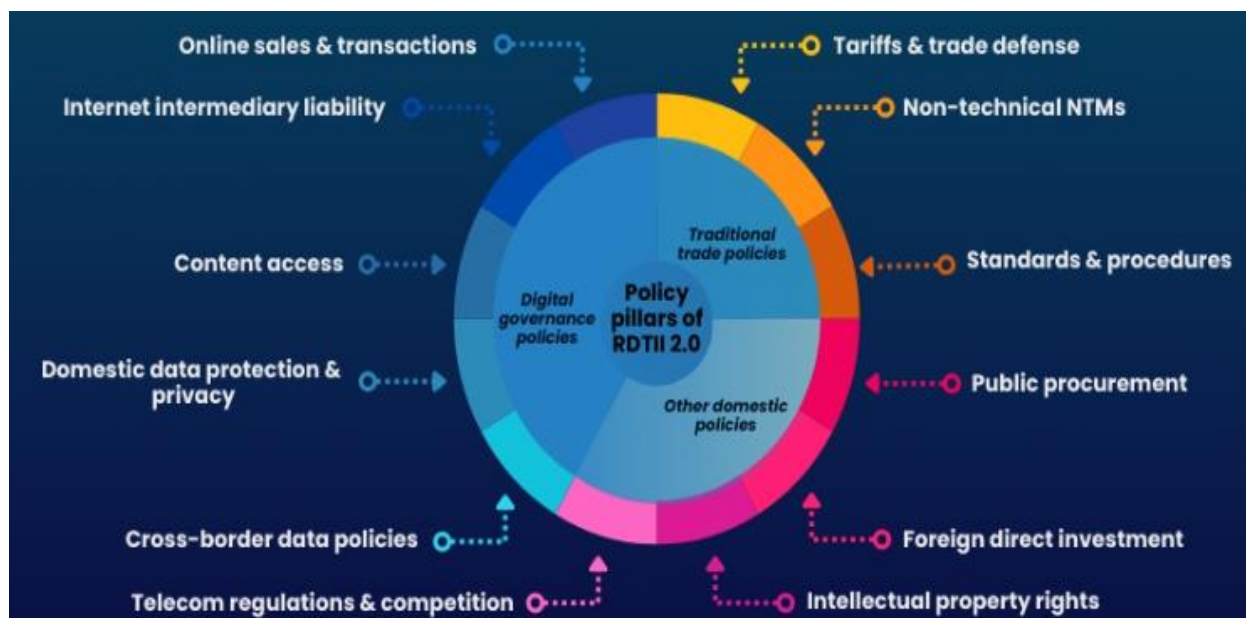 Online sales & transactions
Tariffs & trade defense
Internet intermediary liability
Non-technical NTMs
Traditional
trade policies
Content access
Standards & procedures
Digital
governance
policies
Policy
pillars of
RDTII 2.0
Domestic data protection &
privacy
Public procurement
Other domestic
policies
Cross-border data policies
Foreign direct investment
Telecom regulations & competition
Intellectual property rights